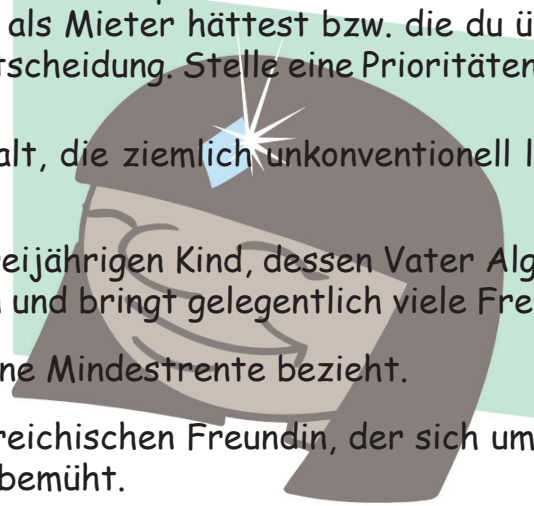 als Mieter hättest bzw. die du ü
tscheidung. Stelle eine Prioritäten
alt, die ziemlich unkonventionell l
reijährigen Kind, dessen Vater Alg
und bringt gelegentlich viele Fre
ne Mindestrente bezieht.
reichischen Freundin, der sich um
bemüht.